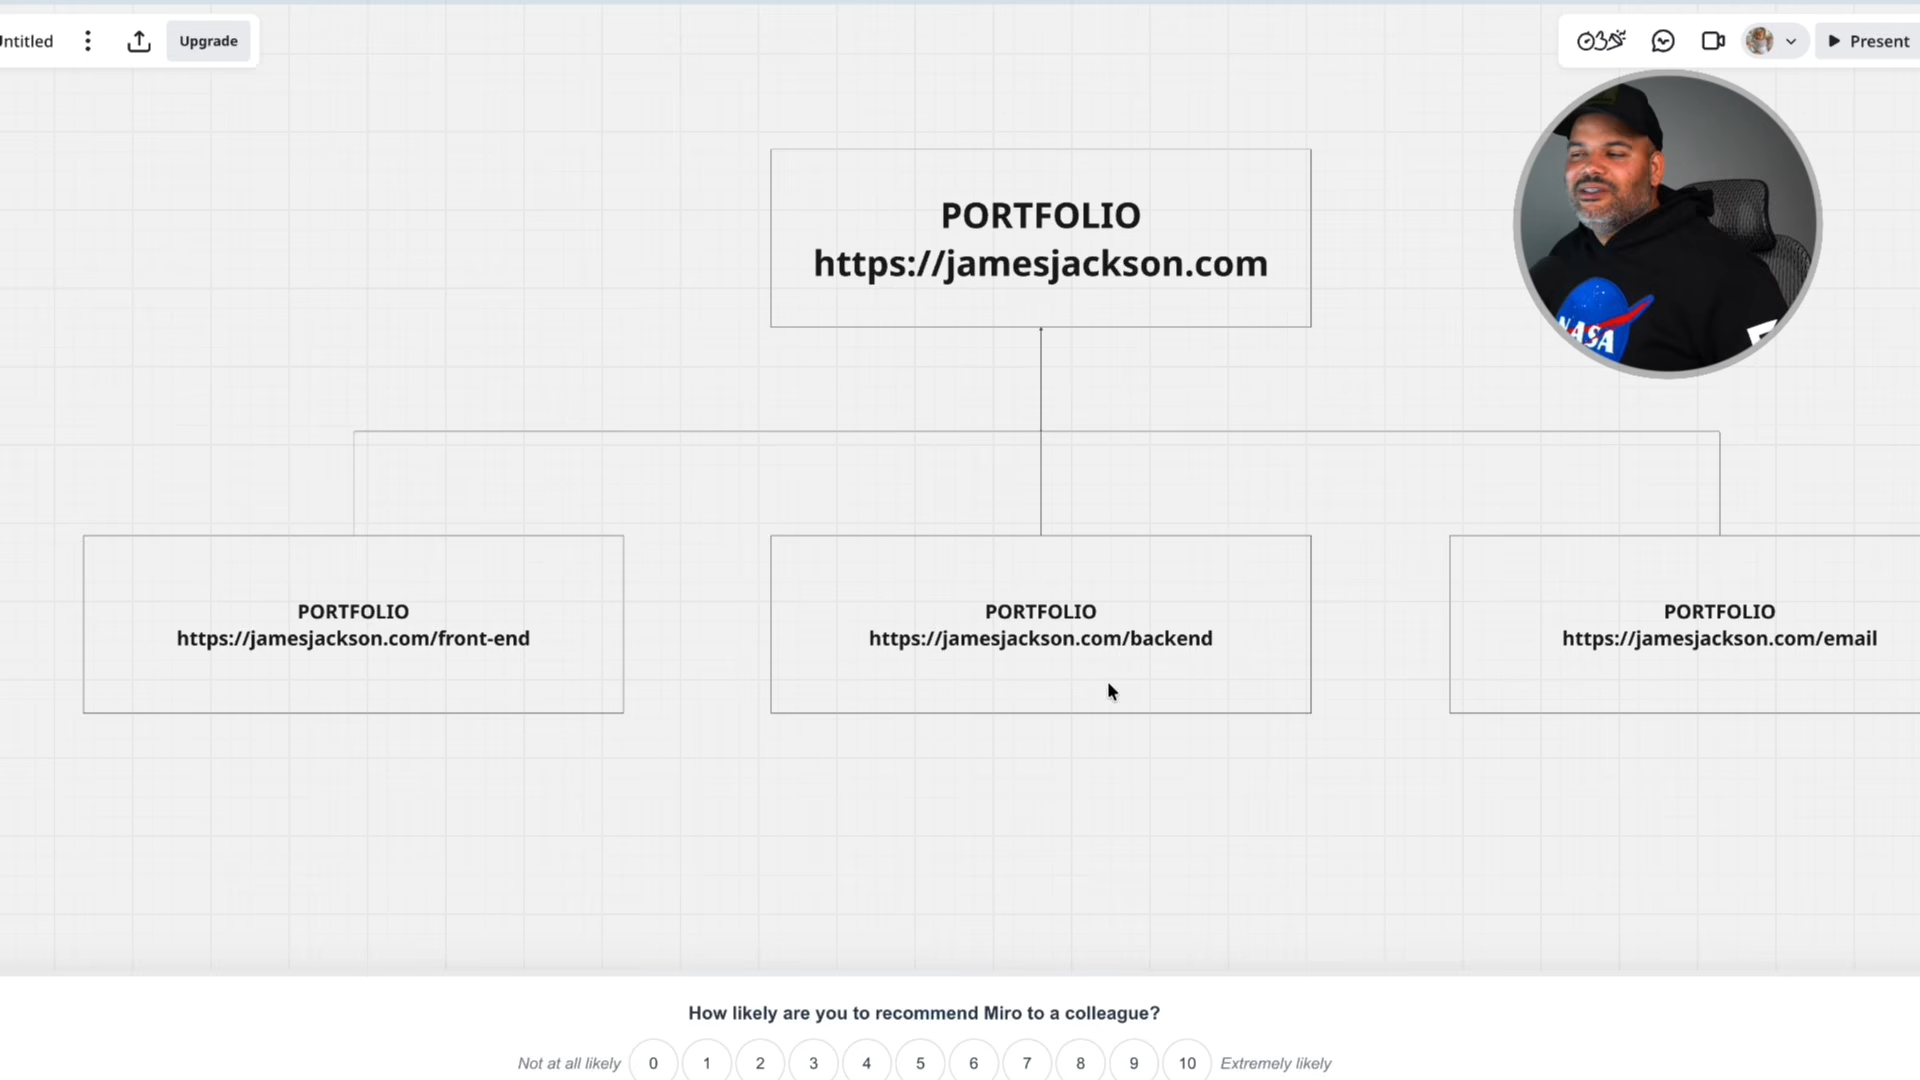 Untitled
Upgrade
Present
PORTFOLIO
https://jamesjackson.com
NASA
PORTFOLIO
https://jamesjackson.com/front-end
PORTFOLIO
https://jamesjackson.com/backend
PORTFOLIO
https://jamesjackson.com/email
How likely are you to recommend Miro to a colleague?
Not at all likely 0 1 2 3 4 5 6 7 8 9 10 Extremely likely